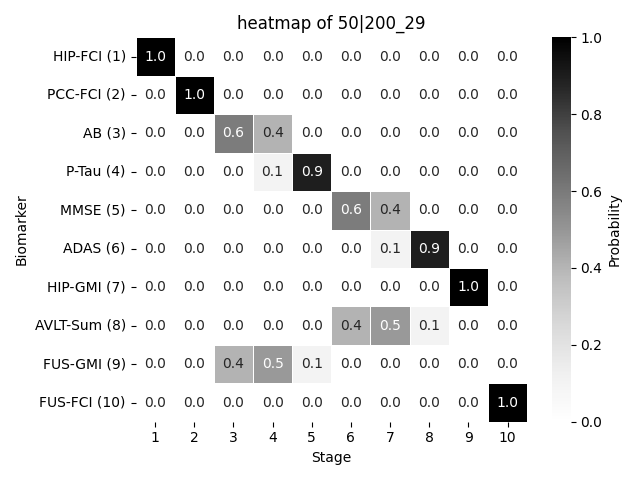 heatmap of 50|200_29
HIP-FCI (1) 1.0 0.0 0.0 0.0 0.0 0.0 0.0 0.0 0.0 0.0
PCC-FCI (2) 0.0 1.0 0.0 0.0 0.0 0.0 0.0 0.0 0.0 0.0
AB (3) 0.0 0.0 0.6 0.4 0.0 0.0 0.0 0.0 0.0 0.0
P-Tau (4) 0.0 0.0 0.0 0.1 0.9 0.0 0.0 0.0 0.0 0.0
MMSE (5) 0.0 0.0 0.0 0.0 0.0 0.6 0.4 0.0 0.0 0.0
ADAS (6) 0.0 0.0 0.0 0.0 0.0 0.0 0.1 0.9 0.0 0.0
HIP-GMI (7) 0.0 0.0 0.0 0.0 0.0 0.0 0.0 0.0 1.0 0.0
AVLT-Sum (8) 0.0 0.0 0.0 0.0 0.0 0.4 0.5 0.1 0.0 0.0
FUS-GMI (9) 0.0 0.0 0.4 0.5 0.1 0.0 0.0 0.0 0.0 0.0
FUS-FCI (10) 0.0 0.0 0.0 0.0 0.0 0.0 0.0 0.0 0.0 1.0
1 2 3 4 5 6 7 8 9 10
Stage
Biomarker
1.0
0.8
0.6
0.4
0.2
0.0
Probability